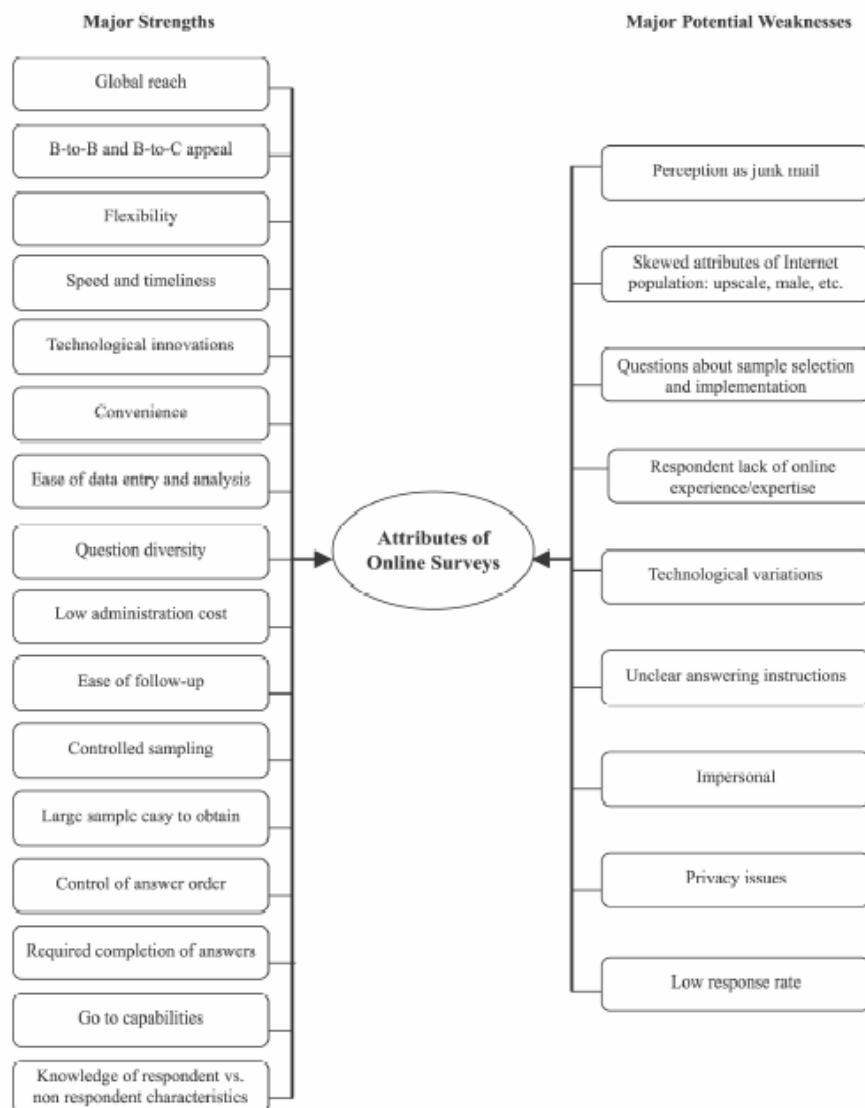 Major Strengths
Major Potential Weaknesses
Global reach
B-to-B and B-to-C appeal
Flexibility
Speed and timeliness
Technological innovations
Convenience
Ease of data entry and analysis
Question diversity
Low administration cost
Ease of follow-up
Controlled sampling
Large sample easy to obtain
Control of answer order
Required completion of answers
Go to capabilities
Knowledge of respondent vs.
non respondent characteristics
Attributes of
Online Surveys
Perception as junk mail
Skewed attributes of Internet
population: upscale, male, etc.
Questions about sample selection
and implementation
Respondent lack of online
experience/expertise
Technological variations
Unclear answering instructions
Impersonal
Privacy issues
Low response rate